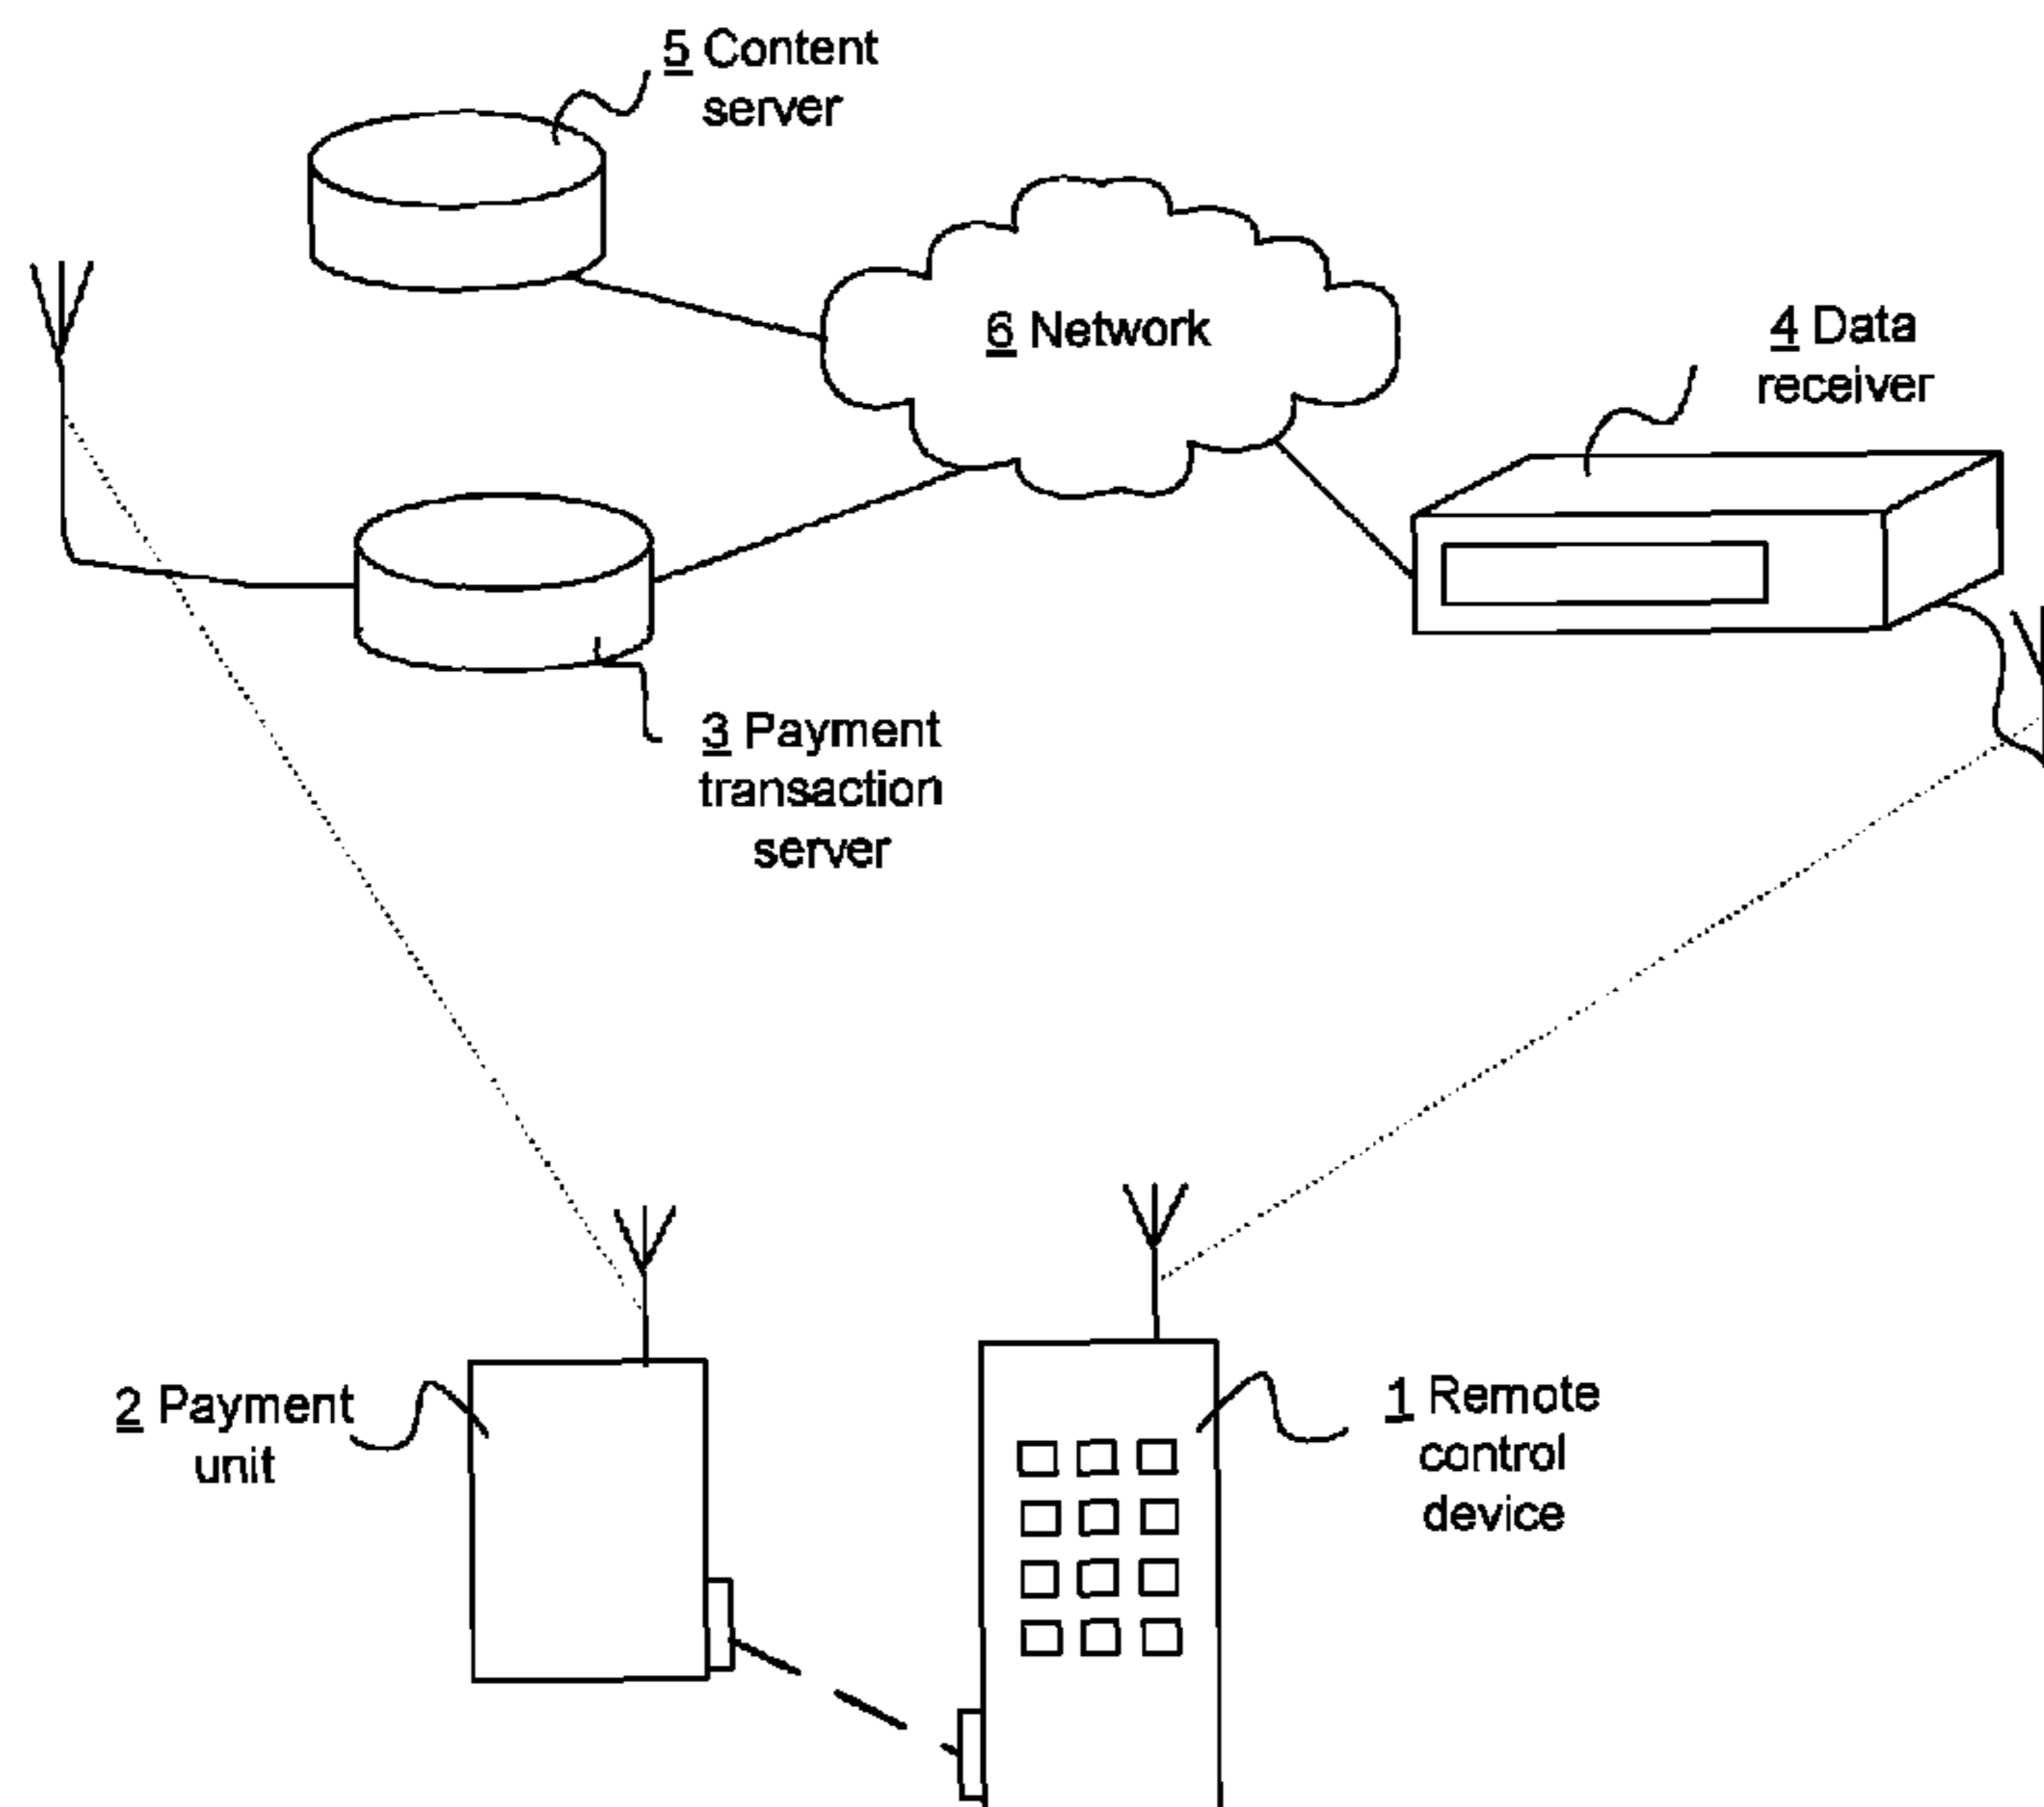 5 Content
server
6 Network
4 Data
receiver
3 Payment
transaction
server
2 Payment
unit
1 Remote
control
device